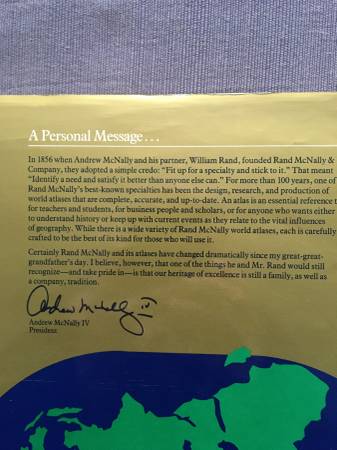 A Personal Message...
In 1856 when Andrew McNally and his partner, William Rand, founded Rand McNally &
Company, they adopted a simple credo: "Fit up for a specialty and stick to it." That meant
"Identify a need and satisfy it better than anyone else can." For more than 100 years, one of
Rand McNally's best-known specialties has been the design, research, and production of
world atlases that are complete, accurate, and up-to-date. An atlas is an essential reference
for teachers and students, for business people and scholars, or for anyone who wants either
to understand history or keep up with current events as they relate to the vital influences
of geography. While there is a wide variety of Rand McNally world atlases, each is carefully
crafted to be the best of its kind for those who will use it.
Certainly Rand McNally and its atlases have changed dramatically since my great-great-
grandfather's day. I believe, however, that one of the things he and Mr. Rand would still
recognize—and take pride in—is that our heritage of excellence is still a family, as well as
a company, tradition.
Andrew McNally IV
Andrew McNally IV
President